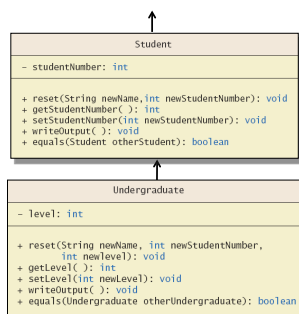 Student
- studentNumber: int
+ reset(String newName,int newStudentNumber): void
+ getStudentNumber( ): int
+ setStudentNumber(int newStudentNumber): void
+ writeOutput( ): void
+ equals(Student otherStudent): boolean
Undergraduate
- level: int
+ reset(String newName, int newStudentNumber,
int newlevel): void
+ getLevel( ): int
+ setLevel(int newLevel): void
+ writeOutput( ): void
+ equals(Undergraduate otherUndergraduate): boolean